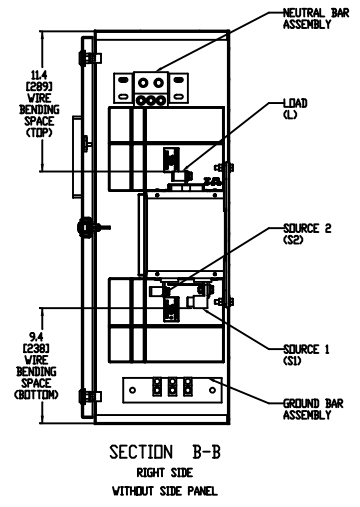 NEUTRAL BAR
ASSEMBLY
11.4
[289]
WIRE
BENDING
SPACE
(TOP)
LOAD
(L)
SOURCE 2
(S2)
9.4
[238]
WIRE
BENDING
SPACE
(BOTTOM)
SOURCE 1
(S1)
GROUND BAR
ASSEMBLY
SECTION B-B
RIGHT SIDE
WITHOUT SIDE PANEL